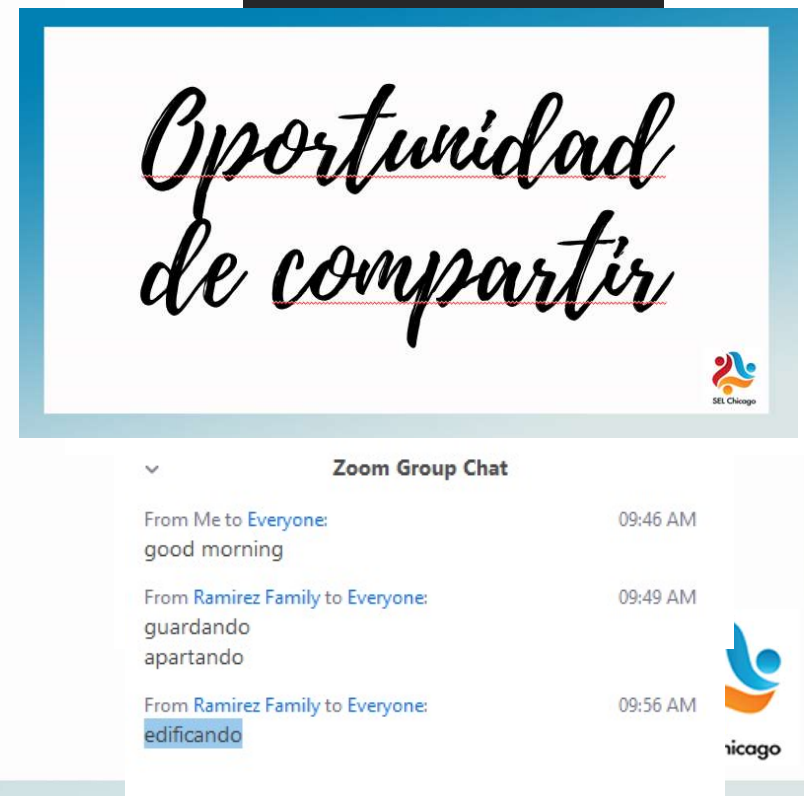 Oportunidad
de compartir
SEL Chicago
Zoom Group Chat
From Me to Everyone: 09:46 AM
good morning
From Ramirez Family to Everyone: 09:49 AM
guardando
apartando
From Ramirez Family to Everyone: 09:56 AM
edificando
hicago